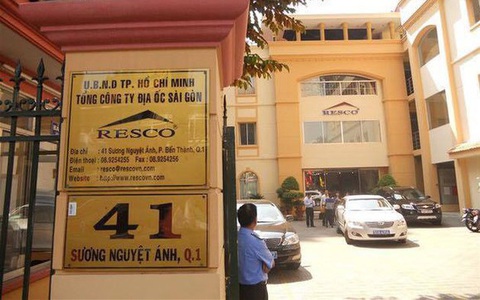 U.B.N.D TP. HỒ CHÍ MINH
TỔNG CÔNG TY ĐỊA ỐC SÀI GÒN
RESCO
Địa chỉ : 41 Sương Nguyệt Ánh, P. Bến Thành, Q.1
Điện thoại : 08.9254255 Fax : 08.9254256
Email : resco@rescovn.com
Website : http://www.rescovn.com
41
SƯƠNG NGUYỆT ÁNH, Q.1
RESCO